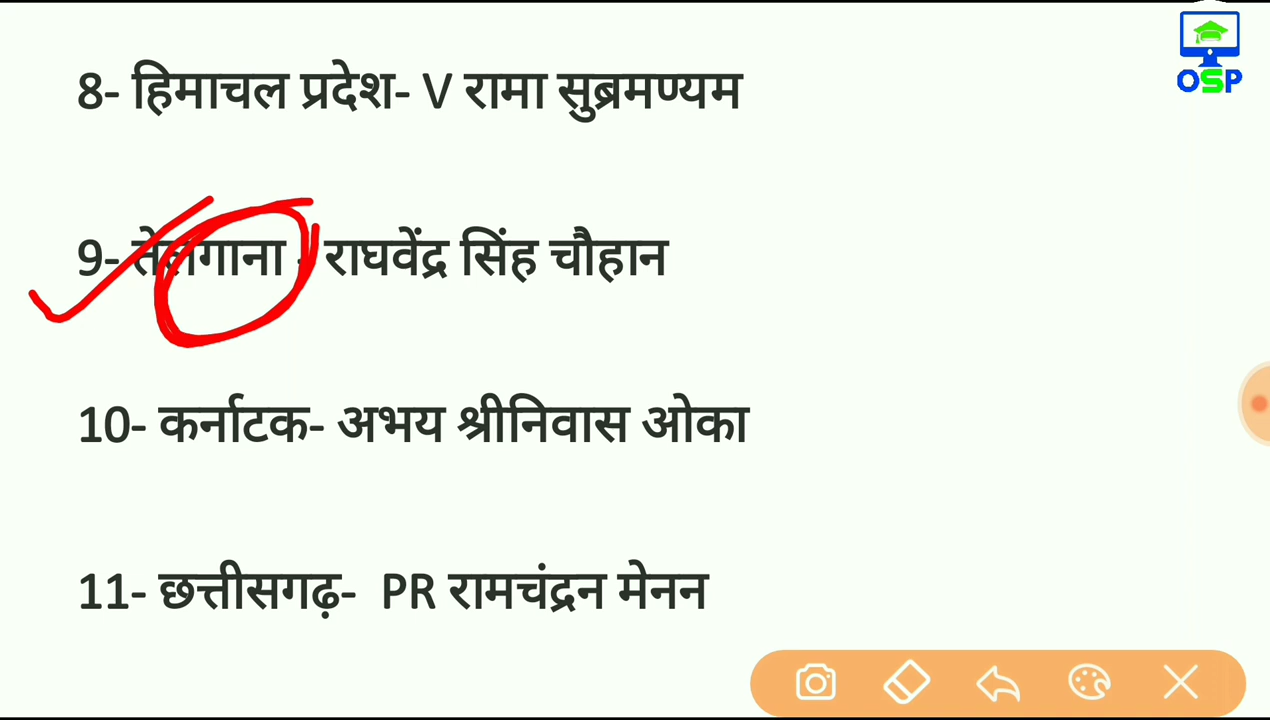 OSP
8- हिमाचल प्रदेश- V रामा सुब्रमण्यम
9- तेलगाना - राघवेंद्र सिंह चौहान
10- कर्नाटक- अभय श्रीनिवास ओका
11- छत्तीसगढ़- PR रामचंद्रन मेनन